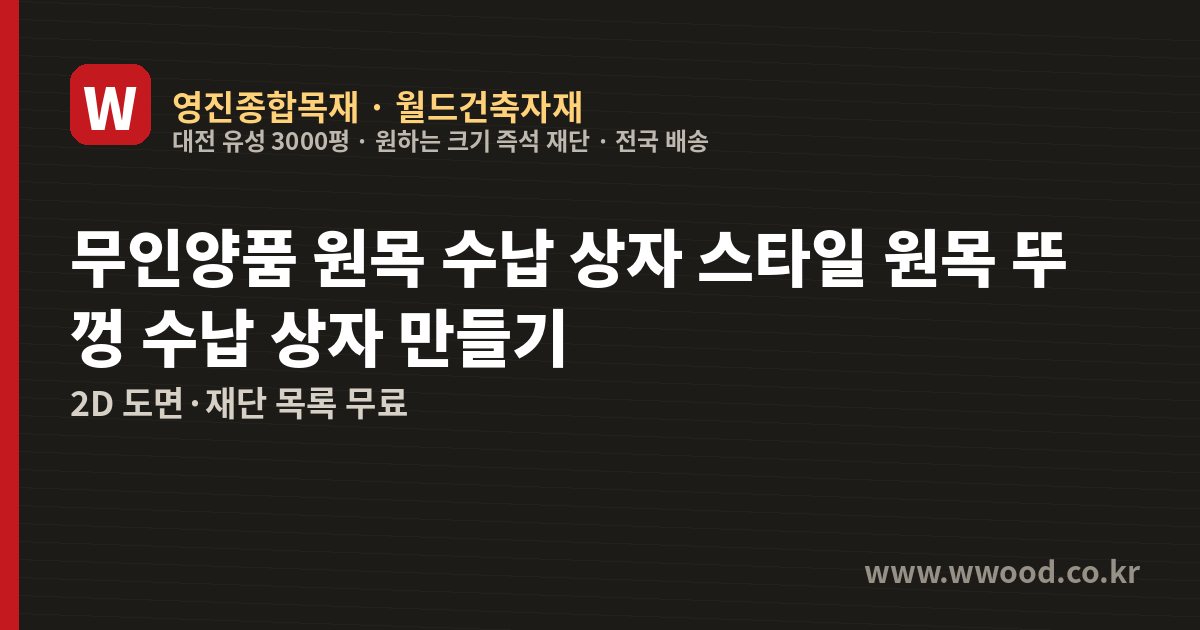 W
영진종합목재 · 월드건축자재
대전 유성 3000평 · 원하는 크기 즉석 재단 · 전국 배송
무인양품 원목 수납 상자 스타일 원목 뚜
껑 수납 상자 만들기
2D 도면·재단 목록 무료
www.wwood.co.kr